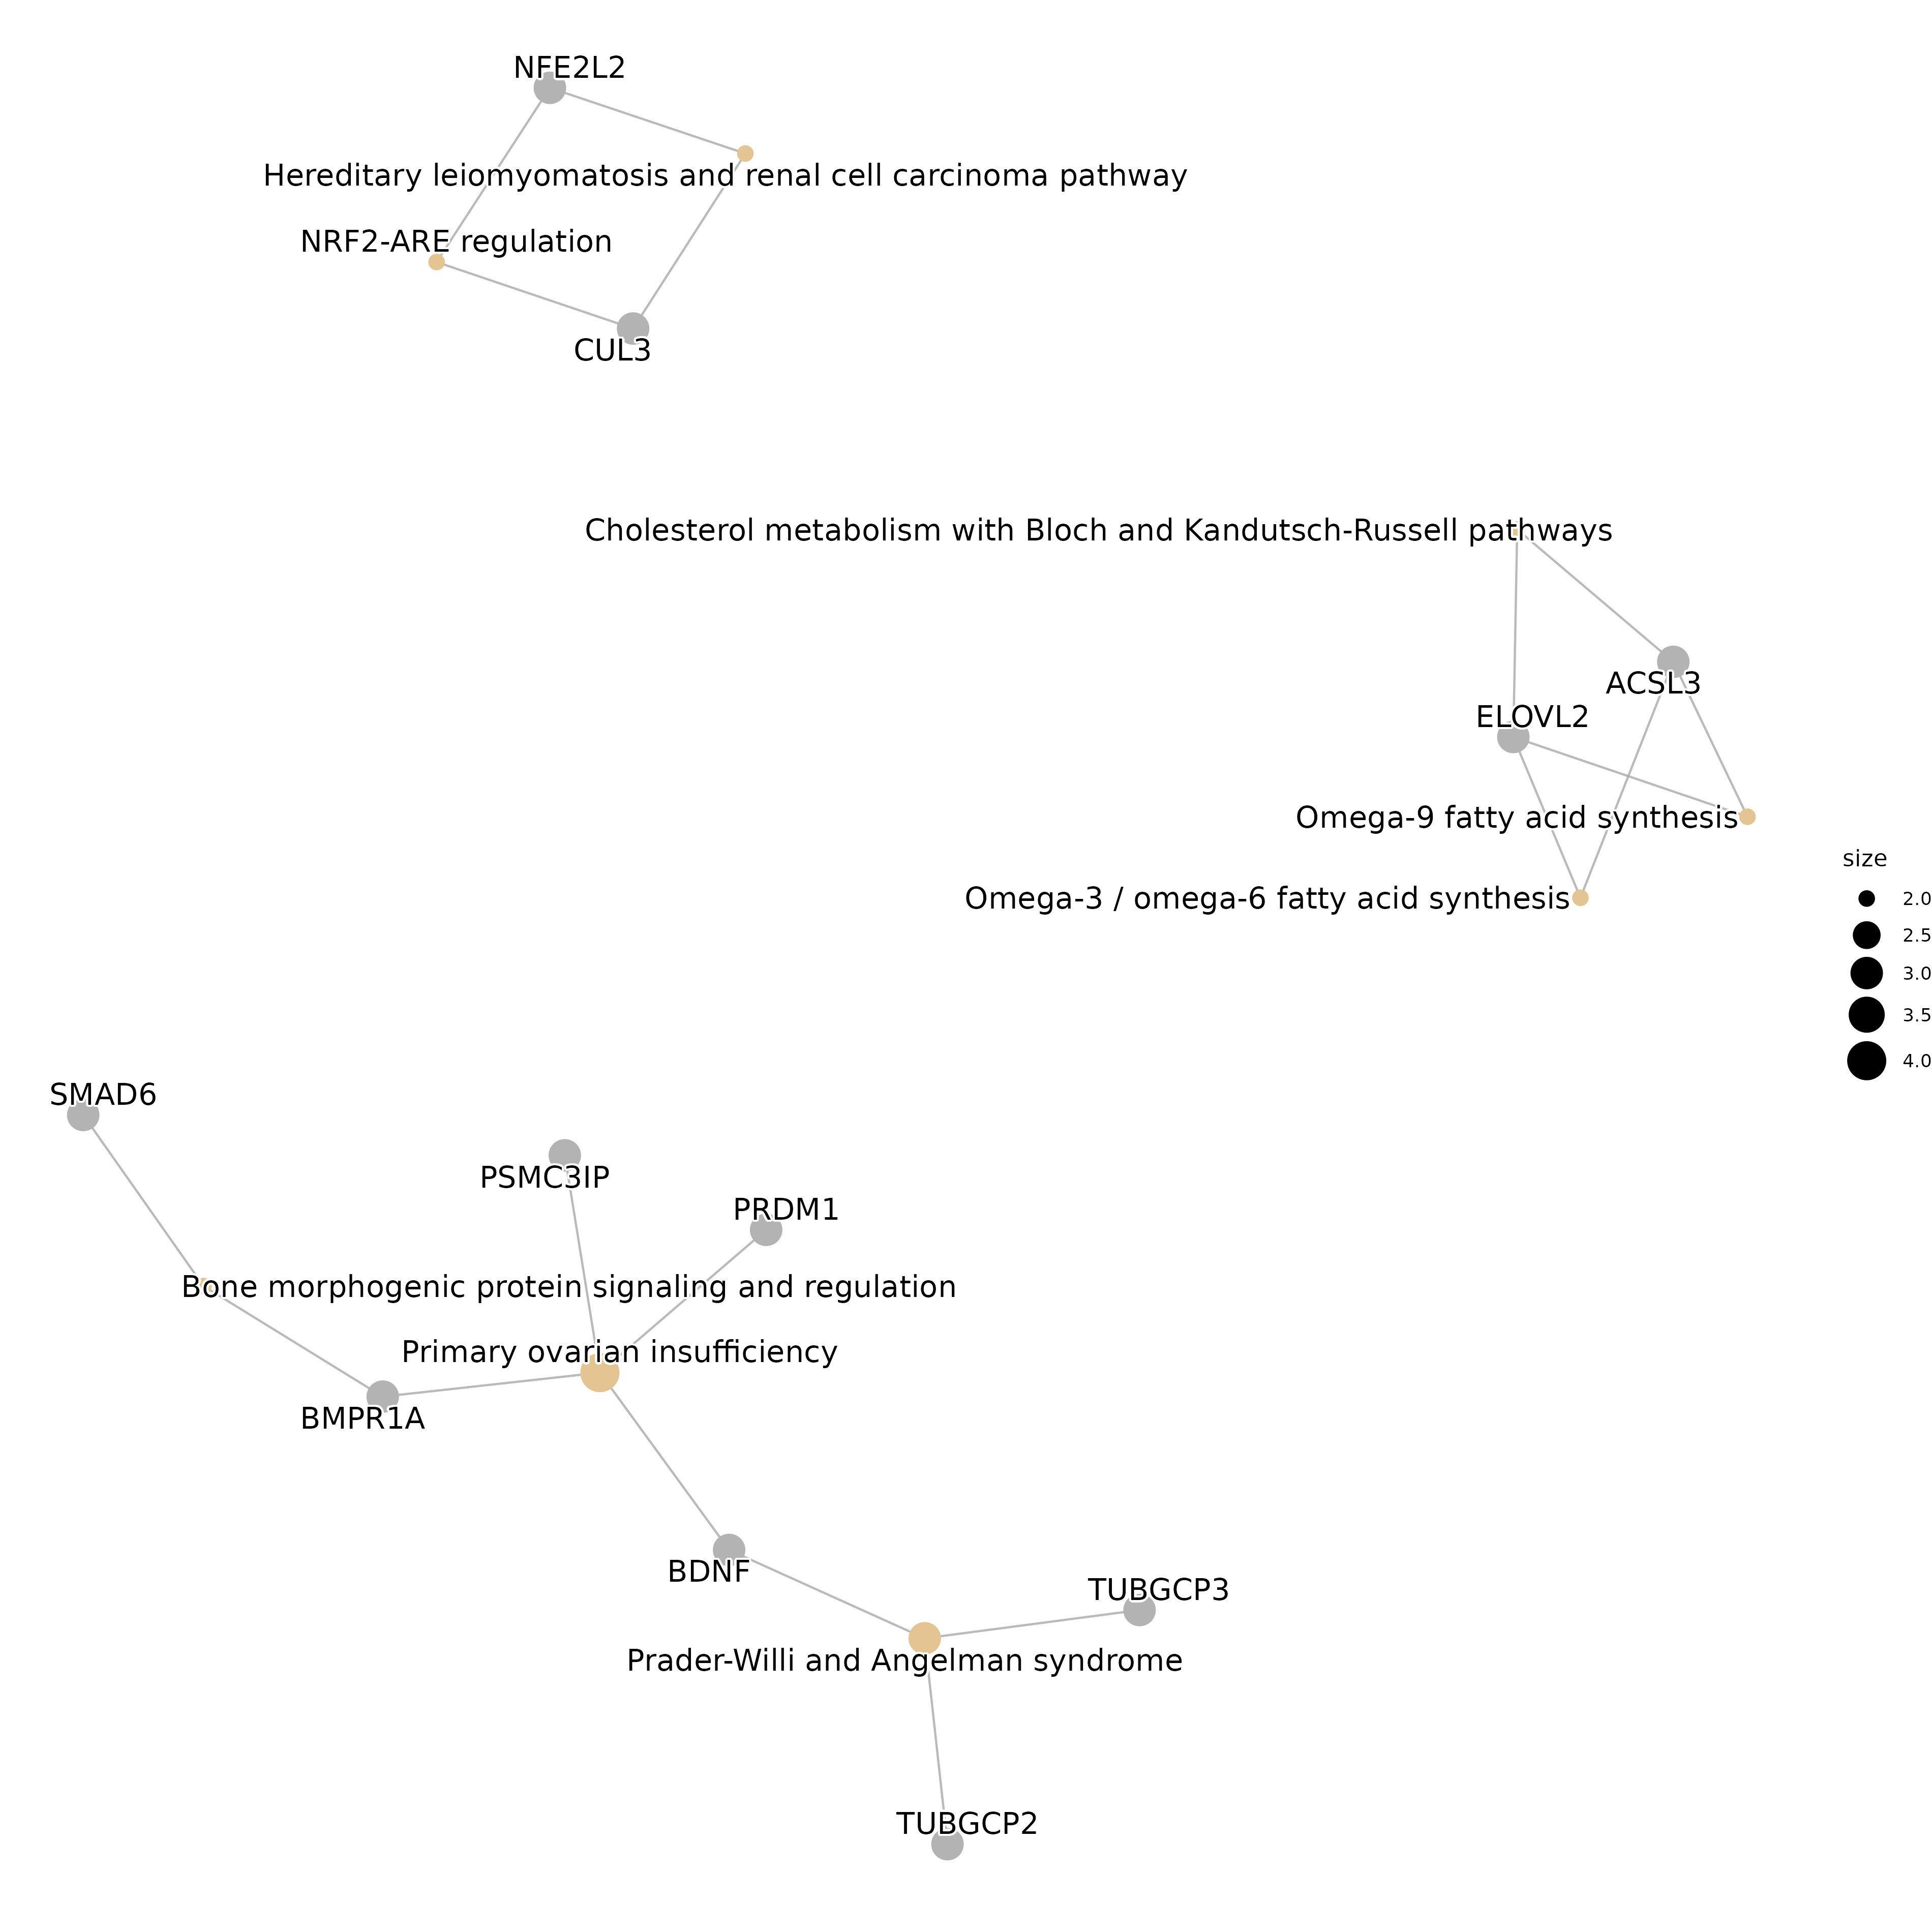 NFE2L2
Hereditary leiomyomatosis and renal cell carcinoma pathway
NRF2-ARE regulation
CUL3
Cholesterol metabolism with Bloch and Kandutsch-Russell pathways
ACSL3
ELOVL2
Omega-9 fatty acid synthesis
Omega-3 / omega-6 fatty acid synthesis
size
2.0
2.5
3.0
3.5
4.0
SMAD6
PSMC3IP
PRDM1
Bone morphogenic protein signaling and regulation
Primary ovarian insufficiency
BMPR1A
BDNF
TUBGCP3
Prader-Willi and Angelman syndrome
TUBGCP2